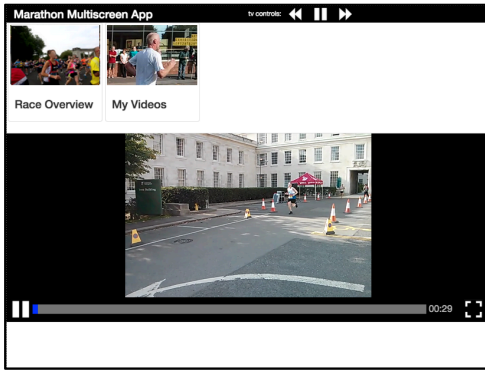 Marathon Multiscreen App
tv controls:
Race Overview
My Videos
00:29